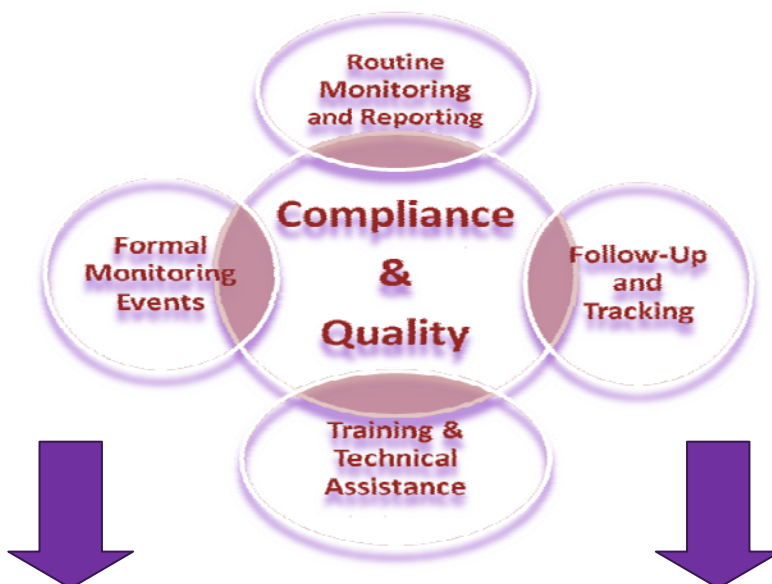 Routine
Monitoring
and Reporting
Formal
Monitoring
Events
Compliance
&
Quality
Follow-Up
and
Tracking
Training &
Technical
Assistance